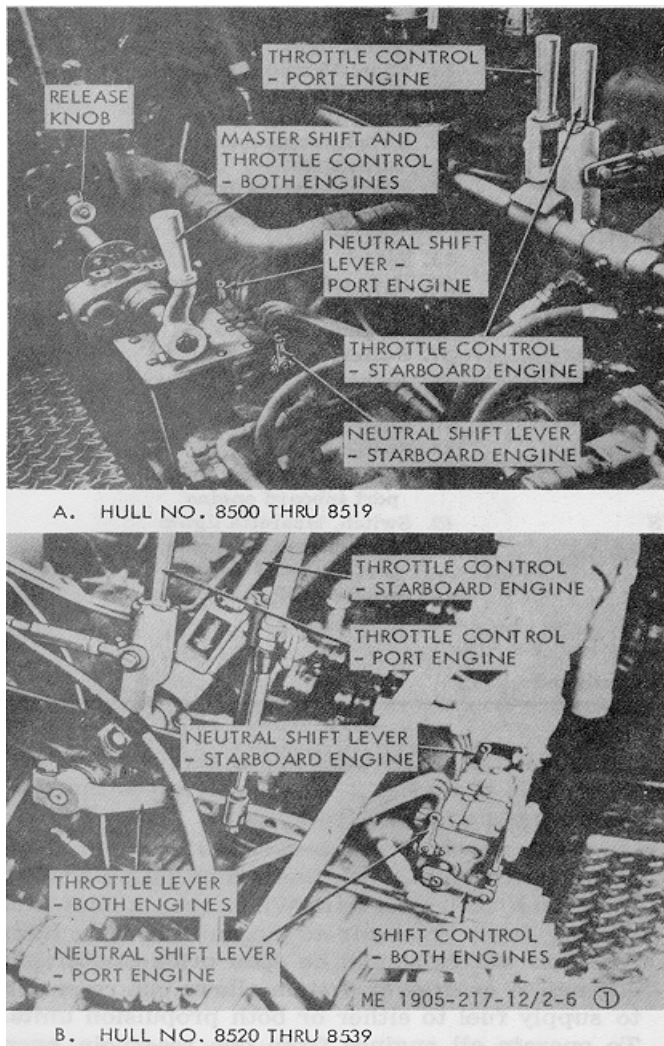 THROTTLE CONTROL
– PORT ENGINE
RELEASE
KNOB
MASTER SHIFT AND
THROTTLE CONTROL
– BOTH ENGINES
NEUTRAL SHIFT
LEVER –
PORT ENGINE
THROTTLE CONTROL
– STARBOARD ENGINE
NEUTRAL SHIFT LEVER
– STARBOARD ENGINE
A. HULL NO. 8500 THRU 8519
THROTTLE CONTROL
– STARBOARD ENGINE
THROTTLE CONTROL
– PORT ENGINE
NEUTRAL SHIFT LEVER
– STARBOARD ENGINE
THROTTLE LEVER
– BOTH ENGINES
NEUTRAL SHIFT LEVER
– PORT ENGINE
SHIFT CONTROL
– BOTH ENGINES
ME 1905-217-12/2-6 ①
B. HULL NO. 8520 THRU 8539